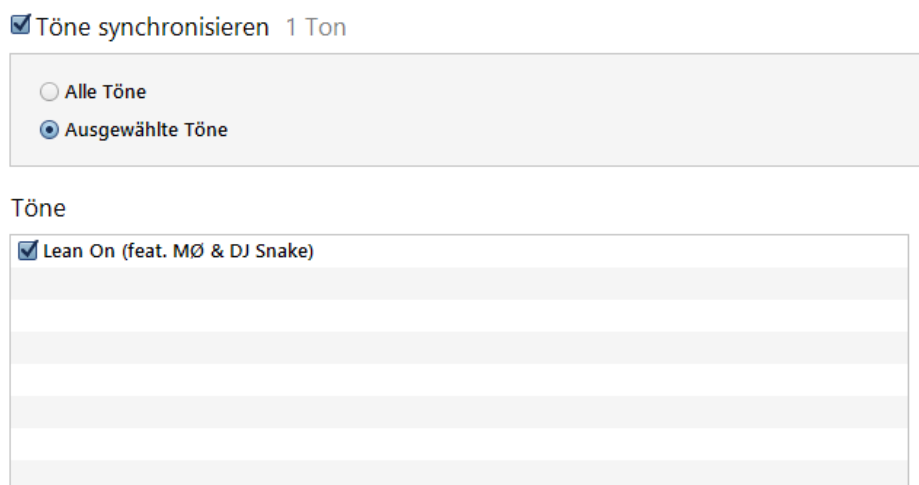 Töne synchronisieren 1 Ton
Alle Töne
Ausgewählte Töne
Töne
Lean On (feat. MØ & DJ Snake)